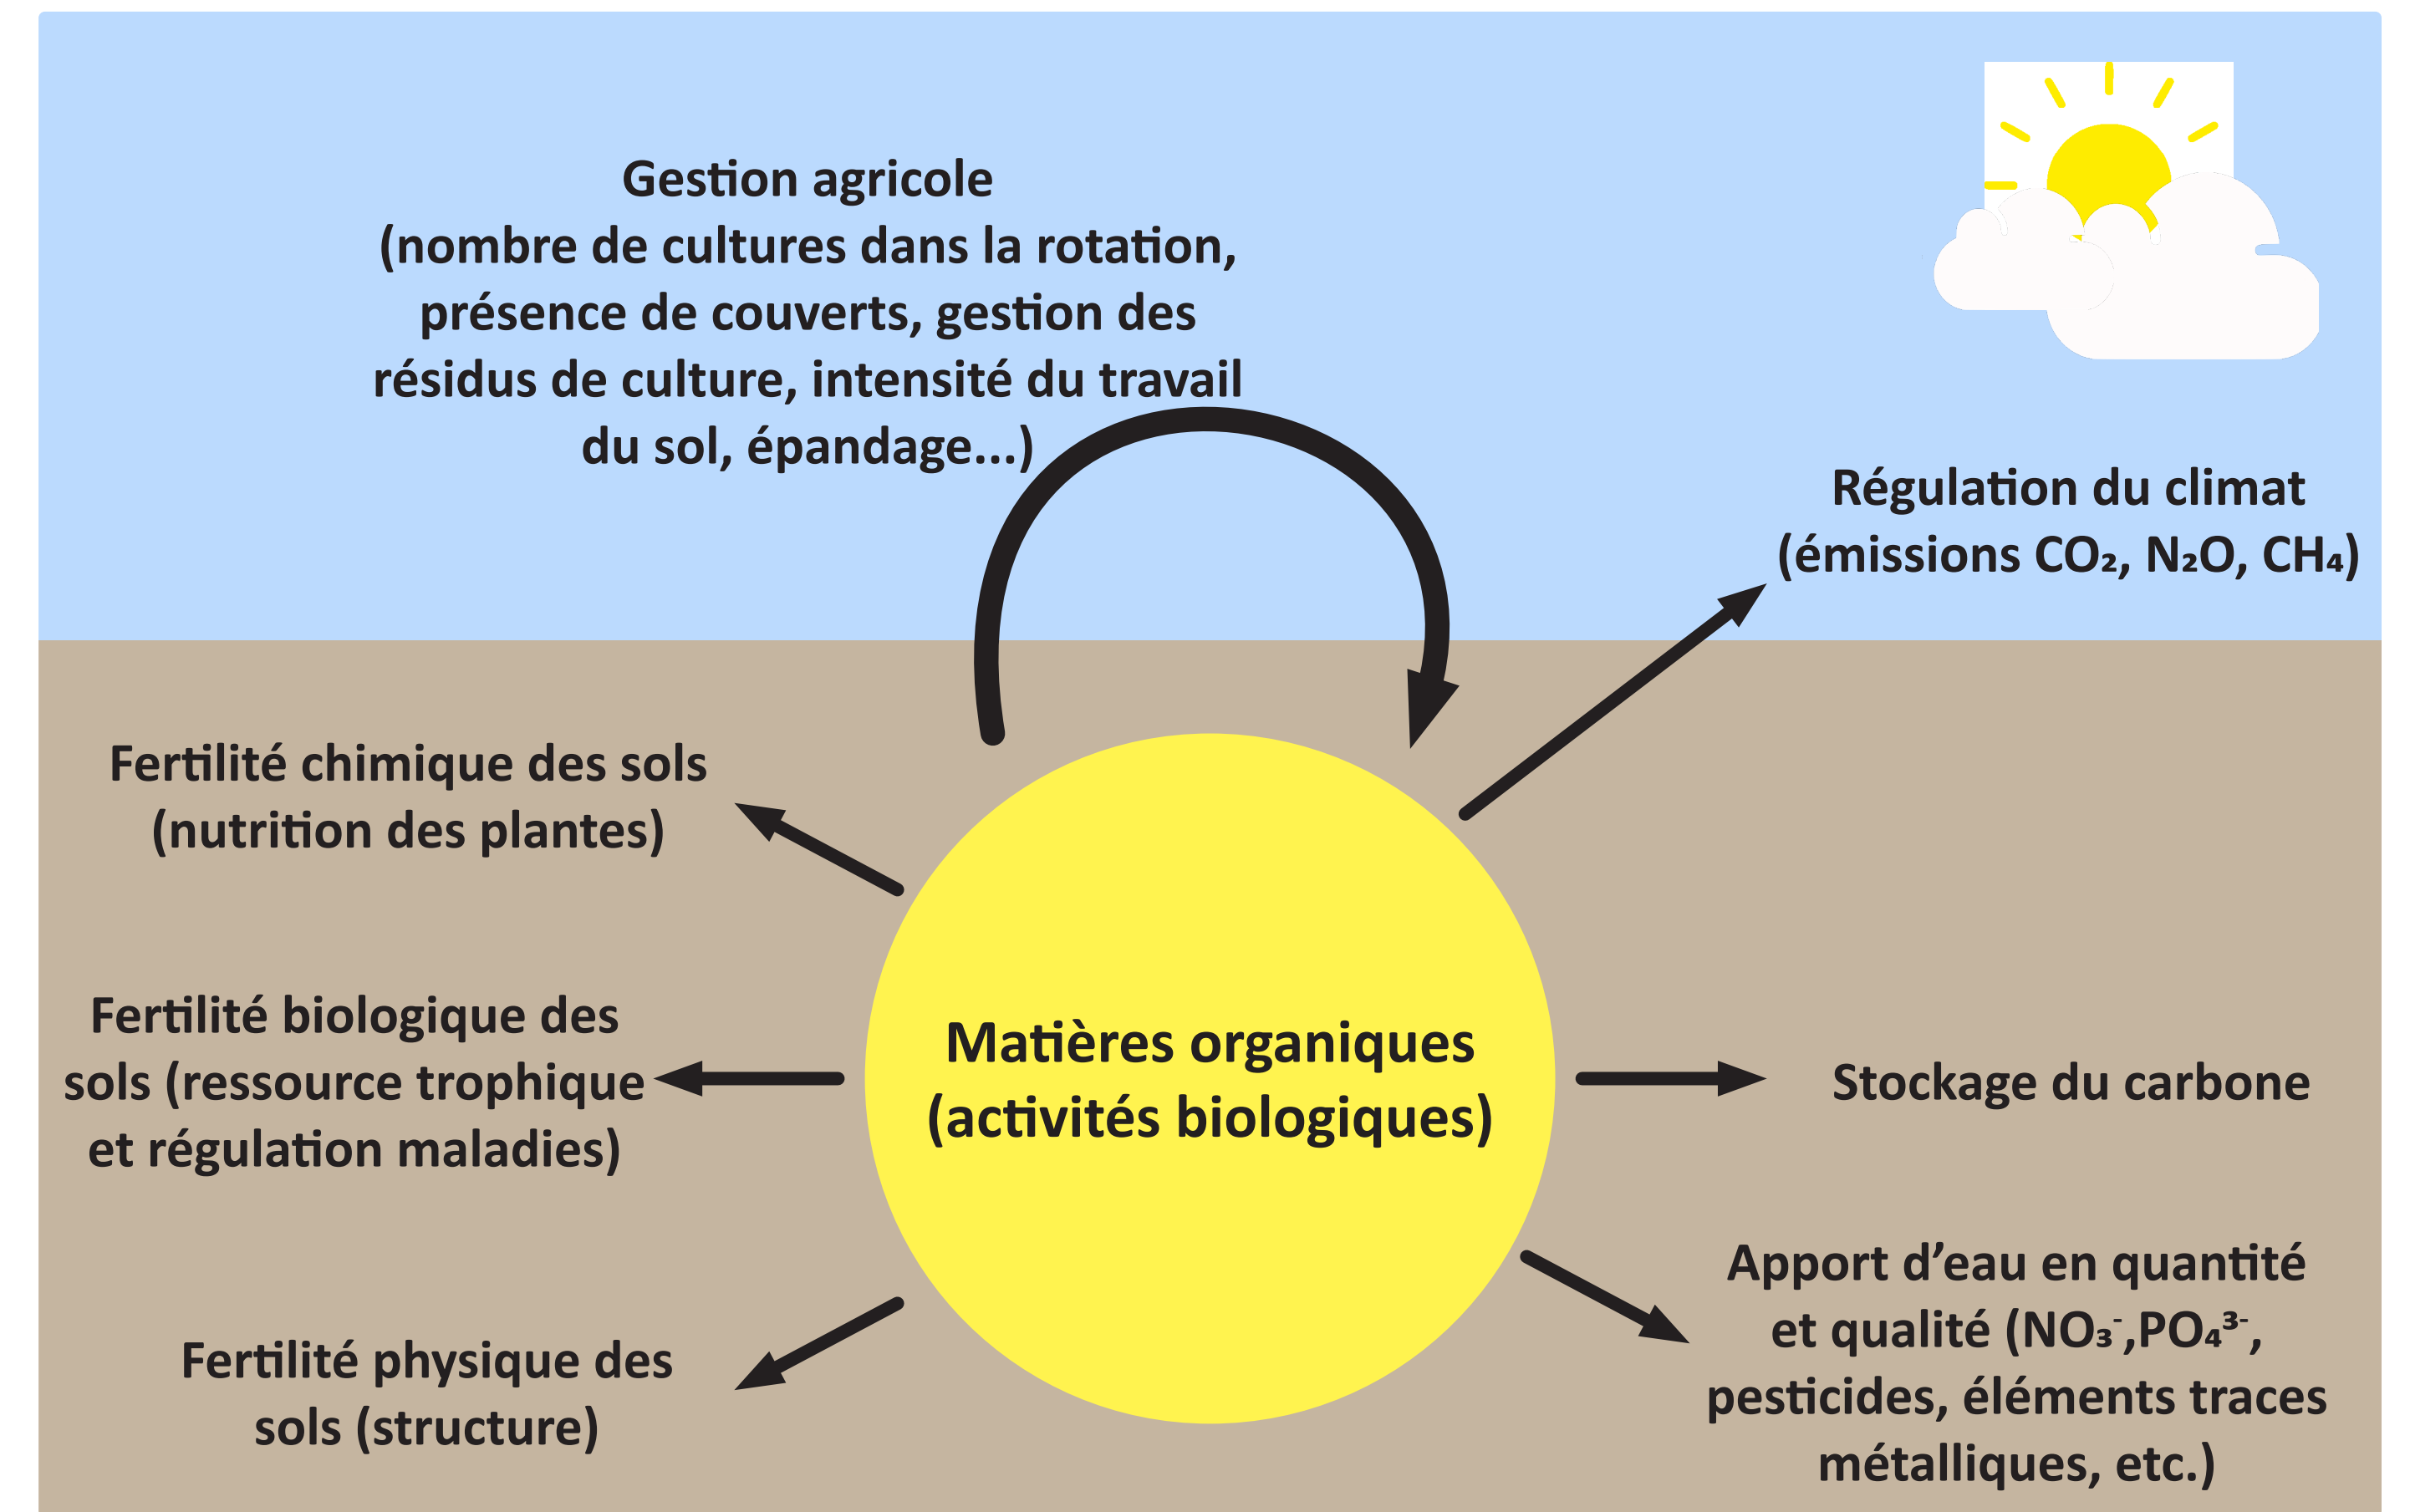 Gestion agricole
(nombre de cultures dans la rotation,
présence de couverts, gestion des
résidus de culture, intensité du travail
du sol, épandage...)
Régulation du climat
(émissions CO₂, N₂O, CH₄)
Fertilité chimique des sols
(nutrition des plantes)
Fertilité biologique des
sols (ressource trophique
et régulation maladies)
Matières organiques
(activités biologiques)
Stockage du carbone
Fertilité physique des
sols (structure)
Apport d’eau en quantité
et qualité (NO₃⁻,PO₄³⁻,
pesticides, éléments traces
métalliques, etc.)